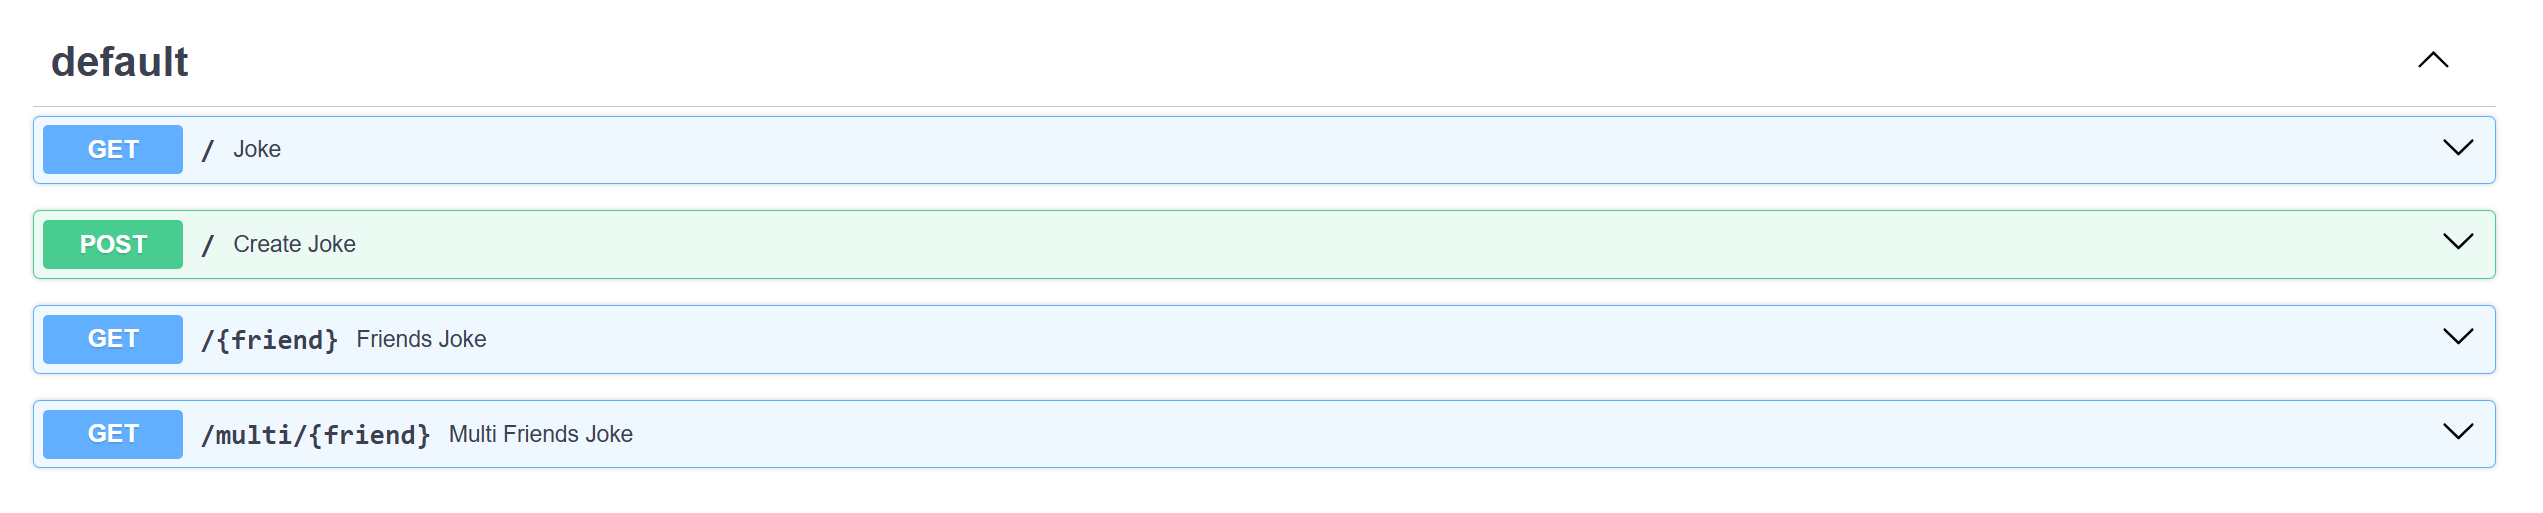 default
GET / Joke
POST / Create Joke
GET /{friend} Friends Joke
GET /multi/{friend} Multi Friends Joke